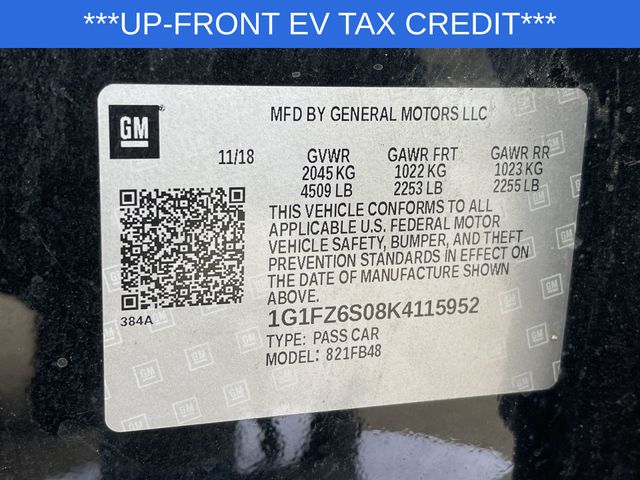 ***UP-FRONT EV TAX CREDIT***
GM
MFD BY GENERAL MOTORS LLC
11/18 GVWR GAWR FRT GAWR RR
2045 KG 1022 KG 1023 KG
4509 LB 2253 LB 2255 LB
THIS VEHICLE CONFORMS TO ALL
APPLICABLE U.S. FEDERAL MOTOR
VEHICLE SAFETY, BUMPER, AND THEFT
PREVENTION STANDARDS IN EFFECT ON
THE DATE OF MANUFACTURE SHOWN
ABOVE.
384A
1G1FZ6S08K4115952
TYPE: PASS CAR
MODEL: 821FB48